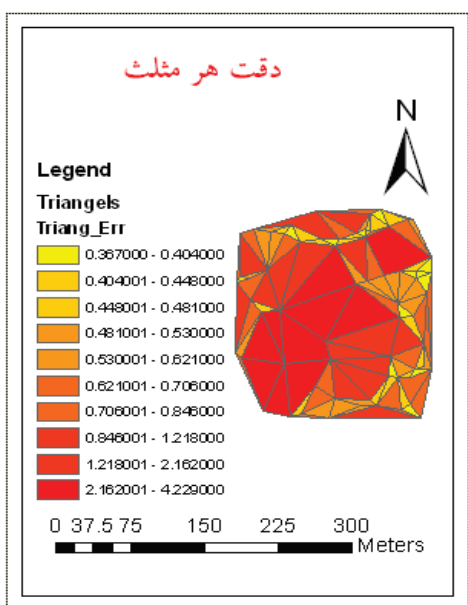 دقت هر مثلث
N
Legend
Triangels
Triang_Err
0.367000 - 0.404000
0.404001 - 0.448000
0.448001 - 0.481000
0.481001 - 0.530000
0.530001 - 0.621000
0.621001 - 0.706000
0.706001 - 0.846000
0.846001 - 1.218000
1.218001 - 2.162000
2.162001 - 4.229000
0 37.5 75 150 225 300
Meters